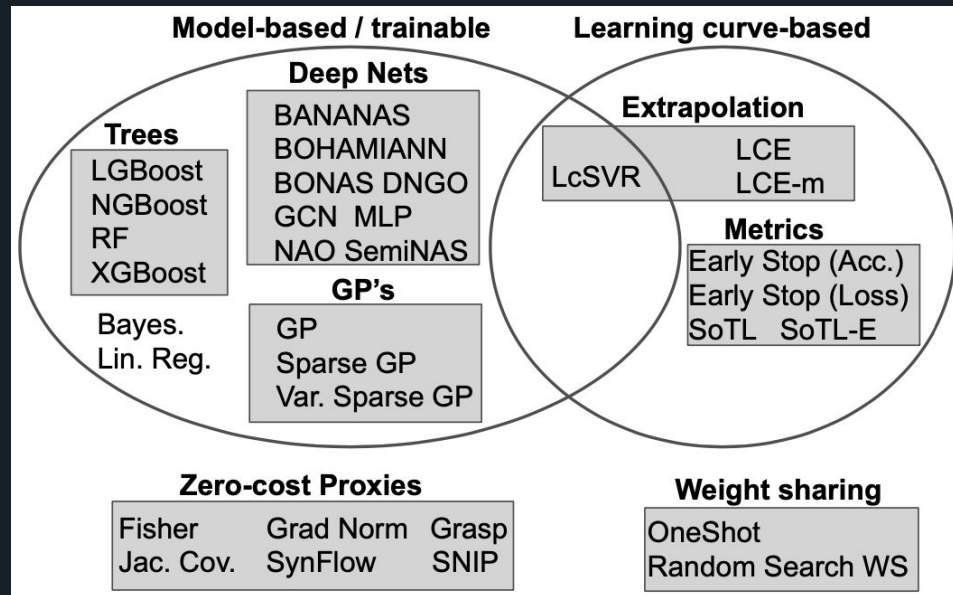 Model-based / trainable
Learning curve-based
Deep Nets
BANANAS
BOHAMIANN
BONAS DNGO
GCN MLP
NAO SemiNAS
Trees
LGBoost
NGBoost
RF
XGBoost
Bayes.
Lin. Reg.
GP's
GP
Sparse GP
Var. Sparse GP
Extrapolation
LcSVR
LCE
LCE-m
Metrics
Early Stop (Acc.)
Early Stop (Loss)
SoTL SoTL-E
Zero-cost Proxies
Fisher Grad Norm Grasp
Jac. Cov. SynFlow SNIP
Weight sharing
OneShot
Random Search WS